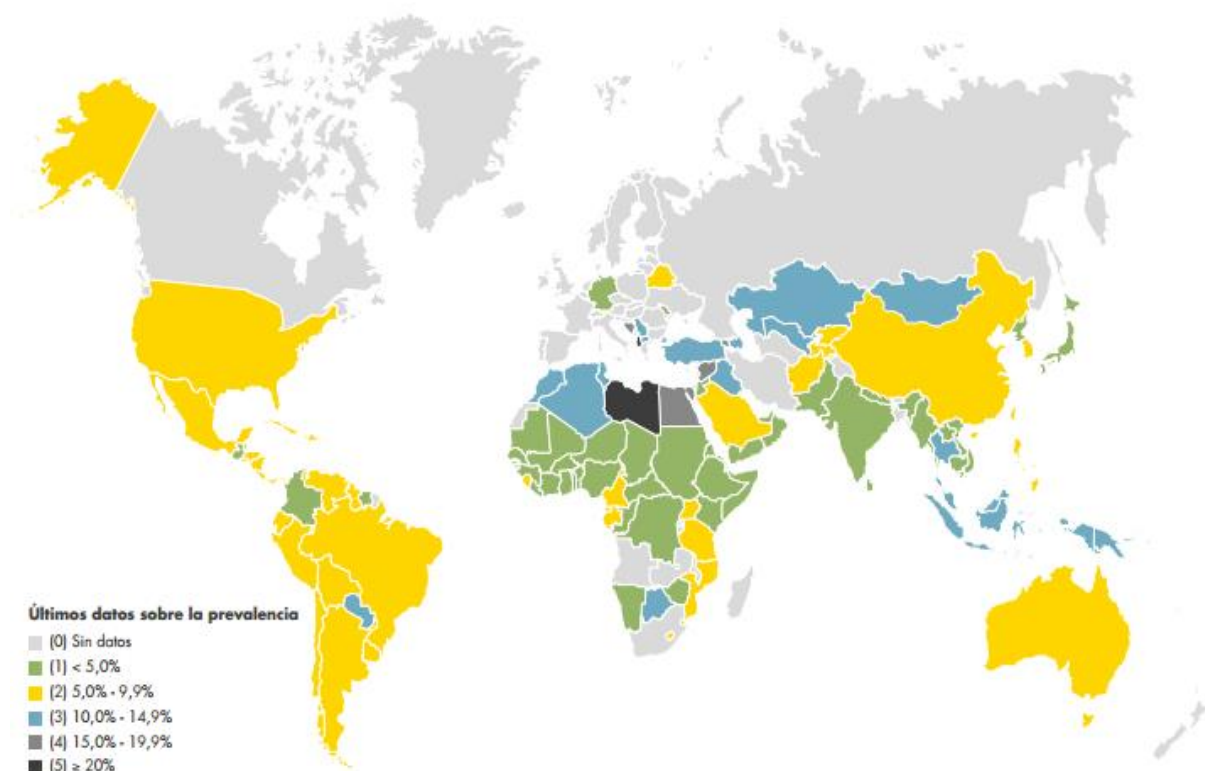 Últimos datos sobre la prevalencia
(0) Sin datos
(1) < 5,0%
(2) 5,0% - 9,9%
(3) 10,0% - 14,9%
(4) 15,0% - 19,9%
(5) ≥ 20%